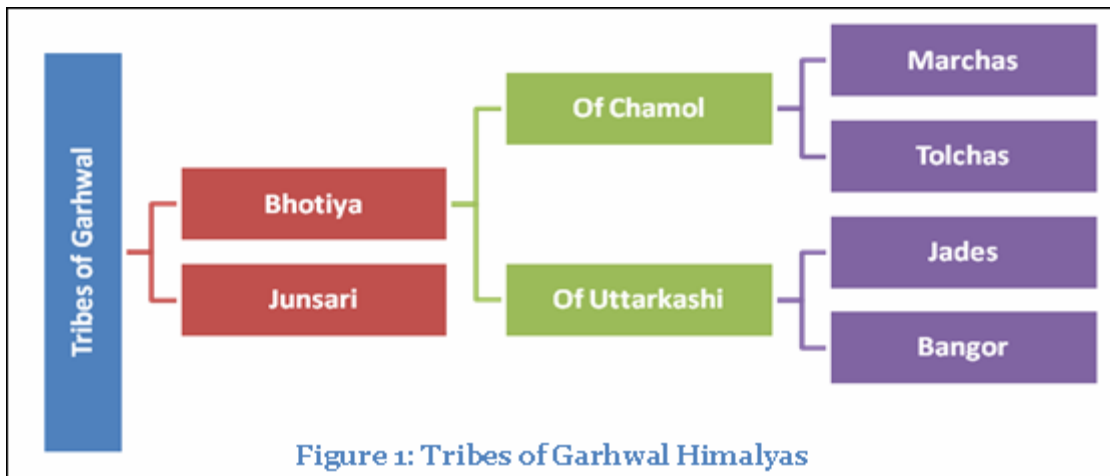 Tribes of Garhwal
Bhotiya
Junsari
Of Chamol
Of Uttarkashi
Marchas
Tolchas
Jades
Bangor
Figure 1: Tribes of Garhwal Himalyas